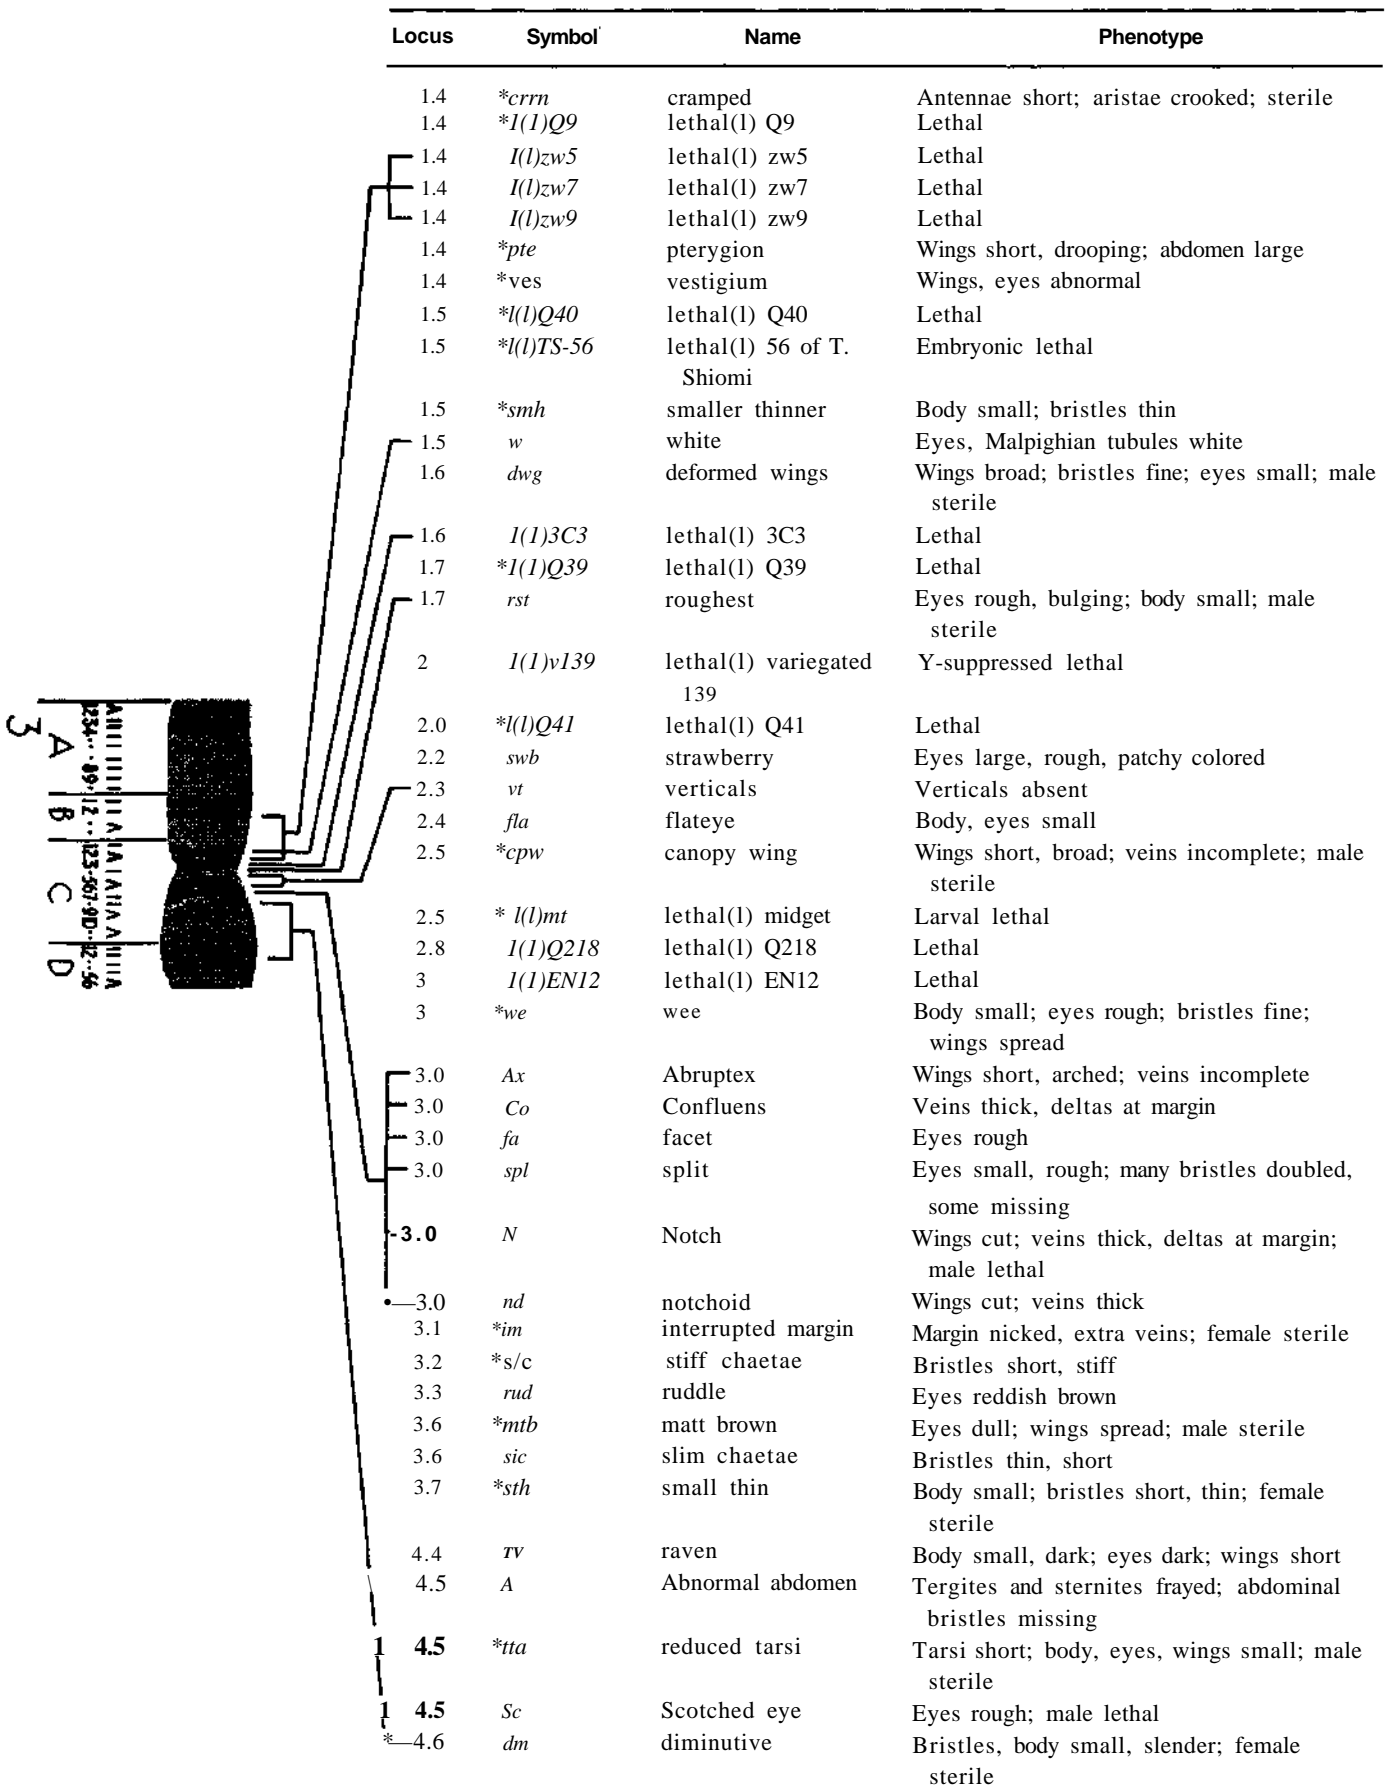 Locus Symbol Name Phenotype
1.4 *crrn cramped Antennae short; aristae crooked; sterile
1.4 *1(1)Q9 lethal(l) Q9 Lethal
1.4 I(l)zw5 lethal(l) zw5 Lethal
1.4 I(l)zw7 lethal(l) zw7 Lethal
1.4 I(l)zw9 lethal(l) zw9 Lethal
1.4 *pte pterygion Wings short, drooping; abdomen large
1.4 *ves vestigium Wings, eyes abnormal
1.5 *l(l)Q40 lethal(l) Q40 Lethal
1.5 *l(l)TS-56 lethal(l) 56 of T. Embryonic lethal
Shiomi
1.5 *smh smaller thinner Body small; bristles thin
1.5 w white Eyes, Malpighian tubules white
1.6 dwg deformed wings Wings broad; bristles fine; eyes small; male
sterile
1.6 1(1)3C3 lethal(l) 3C3 Lethal
1.7 *1(1)Q39 lethal(l) Q39 Lethal
1.7 rst roughest Eyes rough, bulging; body small; male
sterile
2 1(1)v139 lethal(l) variegated Y-suppressed lethal
139
2.0 *l(l)Q41 lethal(l) Q41 Lethal
2.2 swb strawberry Eyes large, rough, patchy colored
2.3 vt verticals Verticals absent
2.4 fla flateye Body, eyes small
2.5 *cpw canopy wing Wings short, broad; veins incomplete; male
sterile
2.5 * l(l)mt lethal(l) midget Larval lethal
2.8 1(1)Q218 lethal(l) Q218 Lethal
3 1(1)EN12 lethal(l) EN12 Lethal
3 *we wee Body small; eyes rough; bristles fine;
wings spread
3.0 Ax Abruptex Wings short, arched; veins incomplete
3.0 Co Confluens Veins thick, deltas at margin
3.0 fa facet Eyes rough
3.0 spl split Eyes small, rough; many bristles doubled,
some missing
-3.0 N Notch Wings cut; veins thick, deltas at margin;
male lethal
•—3.0 nd notchoid Wings cut; veins thick
3.1 *im interrupted margin Margin nicked, extra veins; female sterile
3.2 *s/c stiff chaetae Bristles short, stiff
3.3 rud ruddle Eyes reddish brown
3.6 *mtb matt brown Eyes dull; wings spread; male sterile
3.6 sic slim chaetae Bristles thin, short
3.7 *sth small thin Body small; bristles short, thin; female
sterile
4.4 TV raven Body small, dark; eyes dark; wings short
4.5 A Abnormal abdomen Tergites and sternites frayed; abdominal
bristles missing
1 4.5 *tta reduced tarsi Tarsi short; body, eyes, wings small; male
sterile
1 4.5 Sc Scotched eye Eyes rough; male lethal
*—4.6 dm diminutive Bristles, body small, slender; female
sterile
3
A
B
C
D